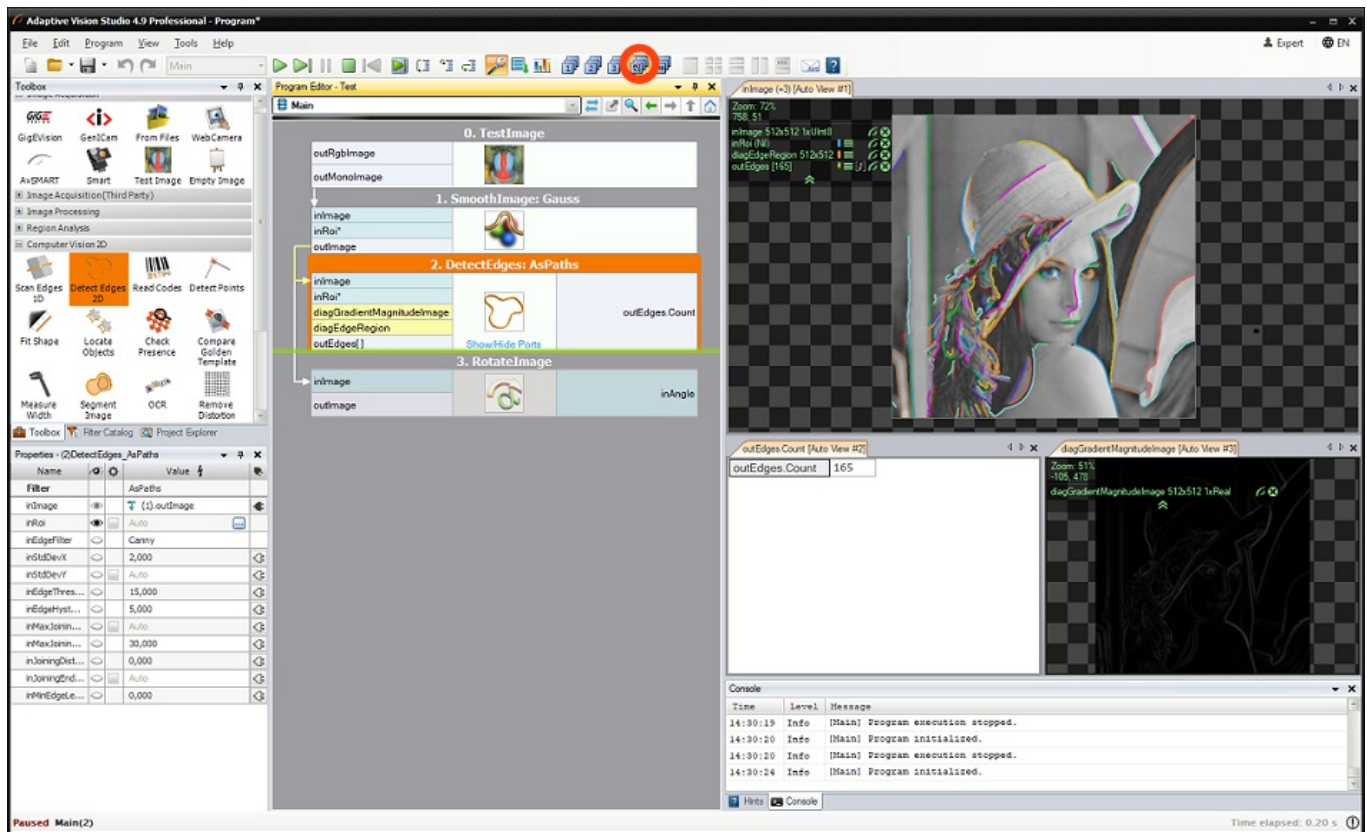 Adaptive Vision Studio 4.9 Professional - Program*
File Edit Program View Tools Help
Expert EN
Main
Toolbox
GigEVision GenICam From Files WebCamera
AvSMART Smart Test Image Empty Image
Image Acquisition (Third Party)
Image Processing
Region Analysis
Computer Vision 2D
Scan Edges 1D Detect Edges 2D Read Codes Detect Points
Fit Shape Locate Objects Check Presence Compare Golden Template
Measure Width Segment Image OCR Remove Distortion
Toolbox Filter Catalog Project Explorer
Properties - (2)DetectEdges_AsPaths
Name Value
Filter AsPaths
inImage (1).outImage
inRoi Auto
inEdgeFilter Canny
inStdDevX 2,000
inStdDevY Auto
inEdgeThres... 15,000
inEdgeHyst... 5,000
inMaxJoinin... Auto
inMaxJoinin... 30,000
inJoiningDist... 0,000
inJoiningEnd... Auto
inMinEdgeLe... 0,000
Program Editor - Test
Main
0. TestImage
outRgbImage
outMonoImage
1. SmoothImage: Gauss
inImage
inRoi*
outImage
2. DetectEdges: AsPaths
inImage
inRoi*
diagGradientMagnitudeImage
diagEdgeRegion
outEdges[]
outEdges.Count
Show/Hide Ports
3. RotateImage
inImage
outImage
inAngle
inImage (+3) [Auto View #1]
Zoom: 72%
758, 51
inImage 512x512 1xUInt8
inRoi (Nil)
diagEdgeRegion 512x512
outEdges [165]
outEdges.Count [Auto View #2]
outEdges.Count 165
diagGradientMagnitudeImage [Auto View #3]
Zoom: 51%
-105, 478
diagGradientMagnitudeImage 512x512 1xReal
Console
Time Level Message
14:30:19 Info [Main] Program execution stopped.
14:30:20 Info [Main] Program initialized.
14:30:20 Info [Main] Program execution stopped.
14:30:24 Info [Main] Program initialized.
Hints Console
Paused Main(2)
Time elapsed: 0.20 s